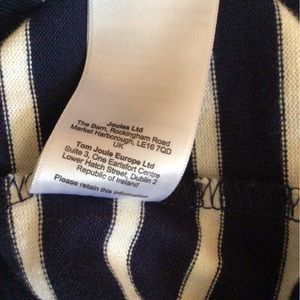 Joules Ltd
The Barn, Rockingham Road
Market Harborough, LE16 7QD
UK
Tom Joule Europe Ltd
Suite 3, One Earlsfort Centre
Lower Hatch Street, Dublin 2
Republic of Ireland
Please retain this information